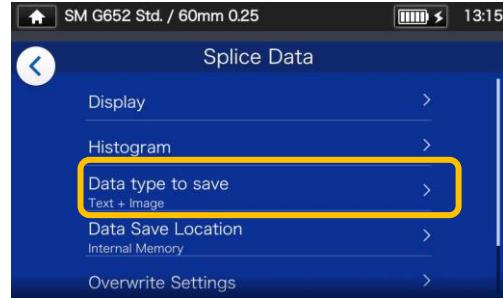 SM G652 Std. / 60mm 0.25 13:15
Splice Data
Display
Histogram
Data type to save
Text + Image
Data Save Location
Internal Memory
Overwrite Settings